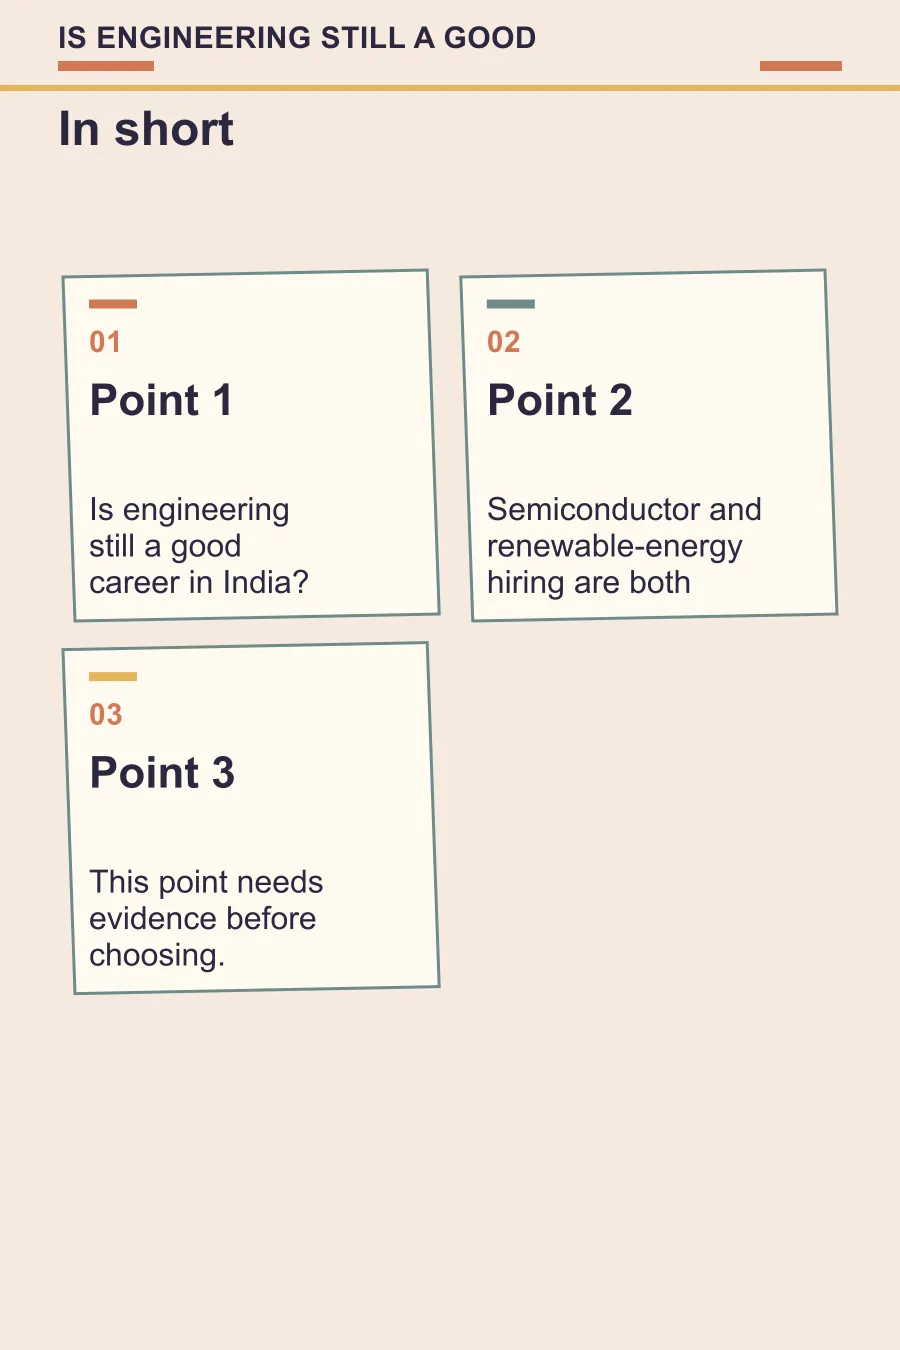 IS ENGINEERING STILL A GOOD
In short
01
Point 1
Is engineering
still a good
career in India?
02
Point 2
Semiconductor and
renewable-energy
hiring are both
03
Point 3
This point needs
evidence before
choosing.